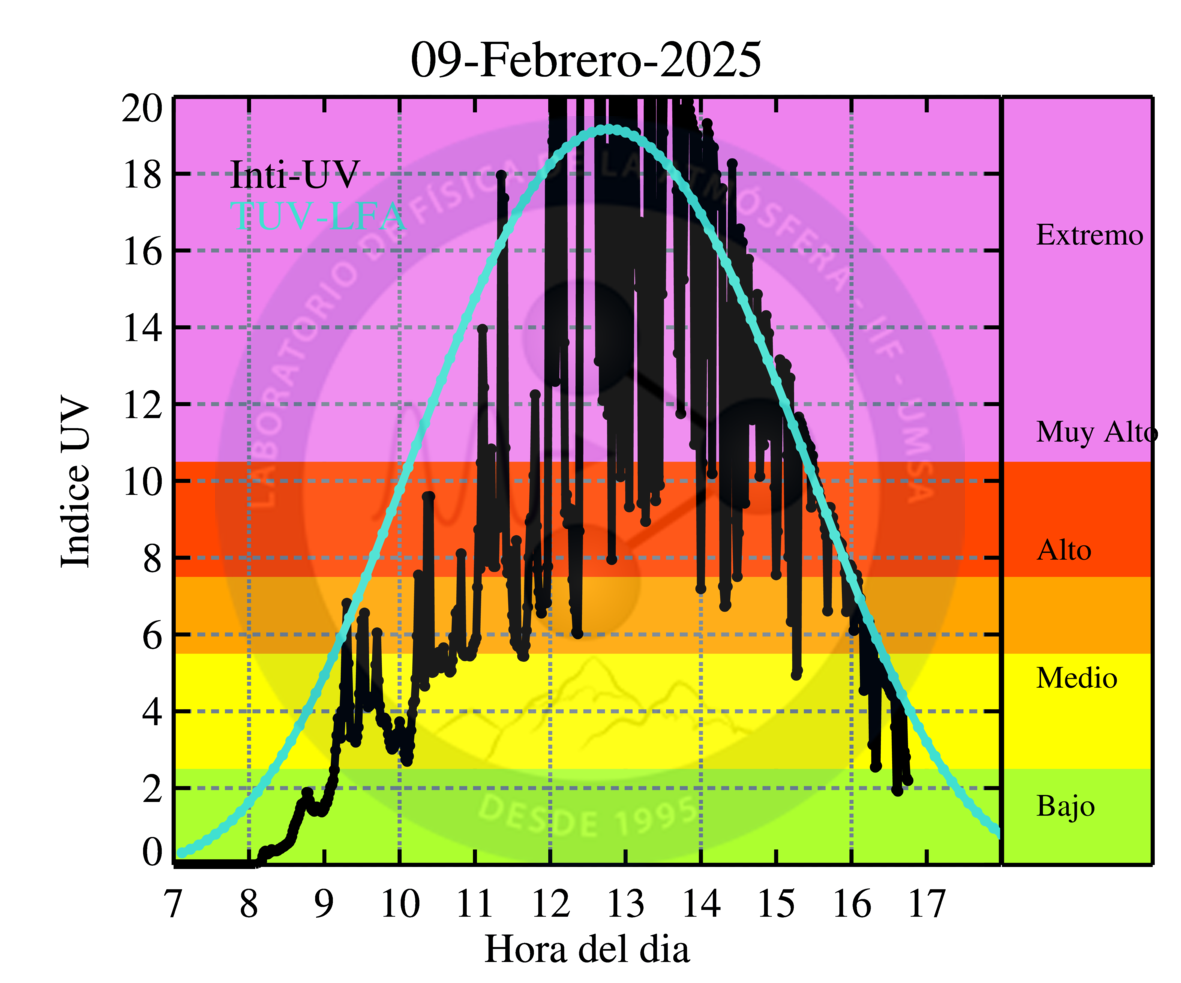 09-Febrero-2025
20
18
16
14
12
10
8
6
4
2
0
Indice UV
Inti-UV
TUV-LFA
LABORATORIO DE FÍSICA DE LA ATMÓSFERA - IIF - UMSA
DESDE 1995
Extremo
Muy Alto
Alto
Medio
Bajo
7 8 9 10 11 12 13 14 15 16 17
Hora del dia